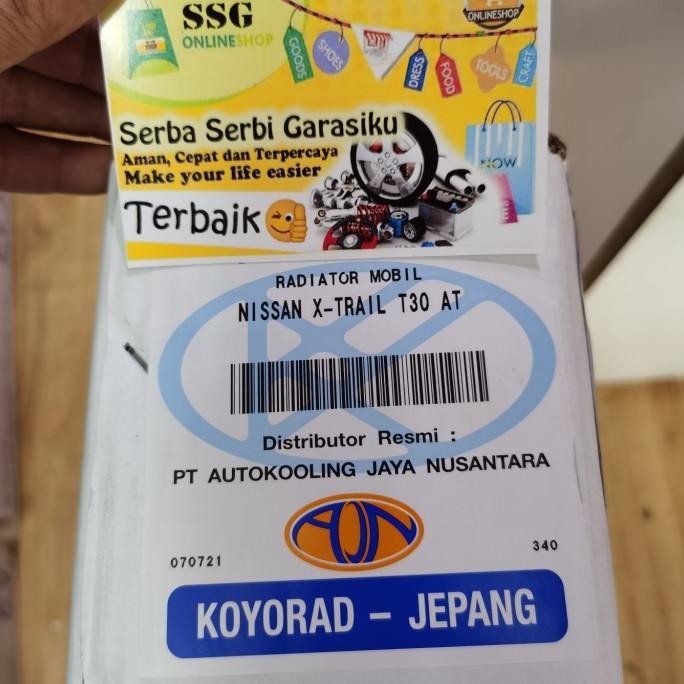 SSG
ONLINESHOP
ONLINESHOP
GOODS
SHOES
DRESS
FOOD
TOOLS
CRAFT
Serba Serbi Garasiku
Aman, Cepat dan Terpercaya
Make your life easier
NOW
Terbaik
RADIATOR MOBIL
NISSAN X-TRAIL T30 AT
Distributor Resmi :
PT AUTOKOOLING JAYA NUSANTARA
AJN
070721
340
KOYORAD – JEPANG